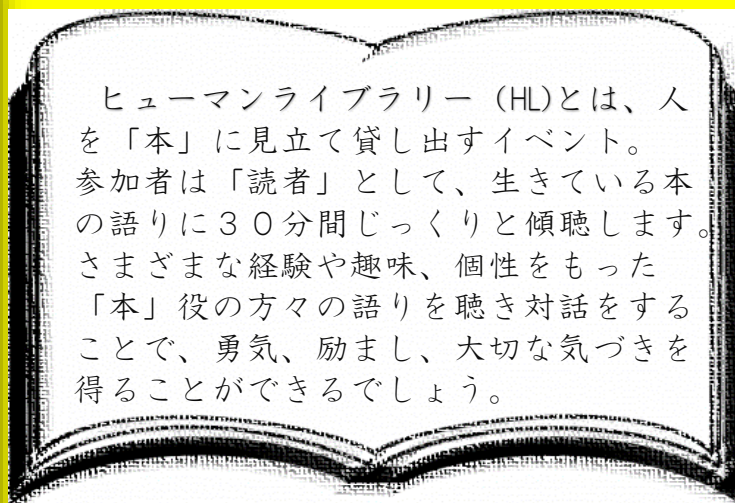 ヒューマンライブラリー (HL)とは、人
を「本」に見立て貸し出すイベント。
参加者は「読者」として、生きている本
の語りに３０分間じっくりと傾聴します。
さまざまな経験や趣味、個性をもった
「本」役の方々の語りを聴き対話をする
ことで、勇気、励まし、大切な気づきを
得ることができるでしょう。